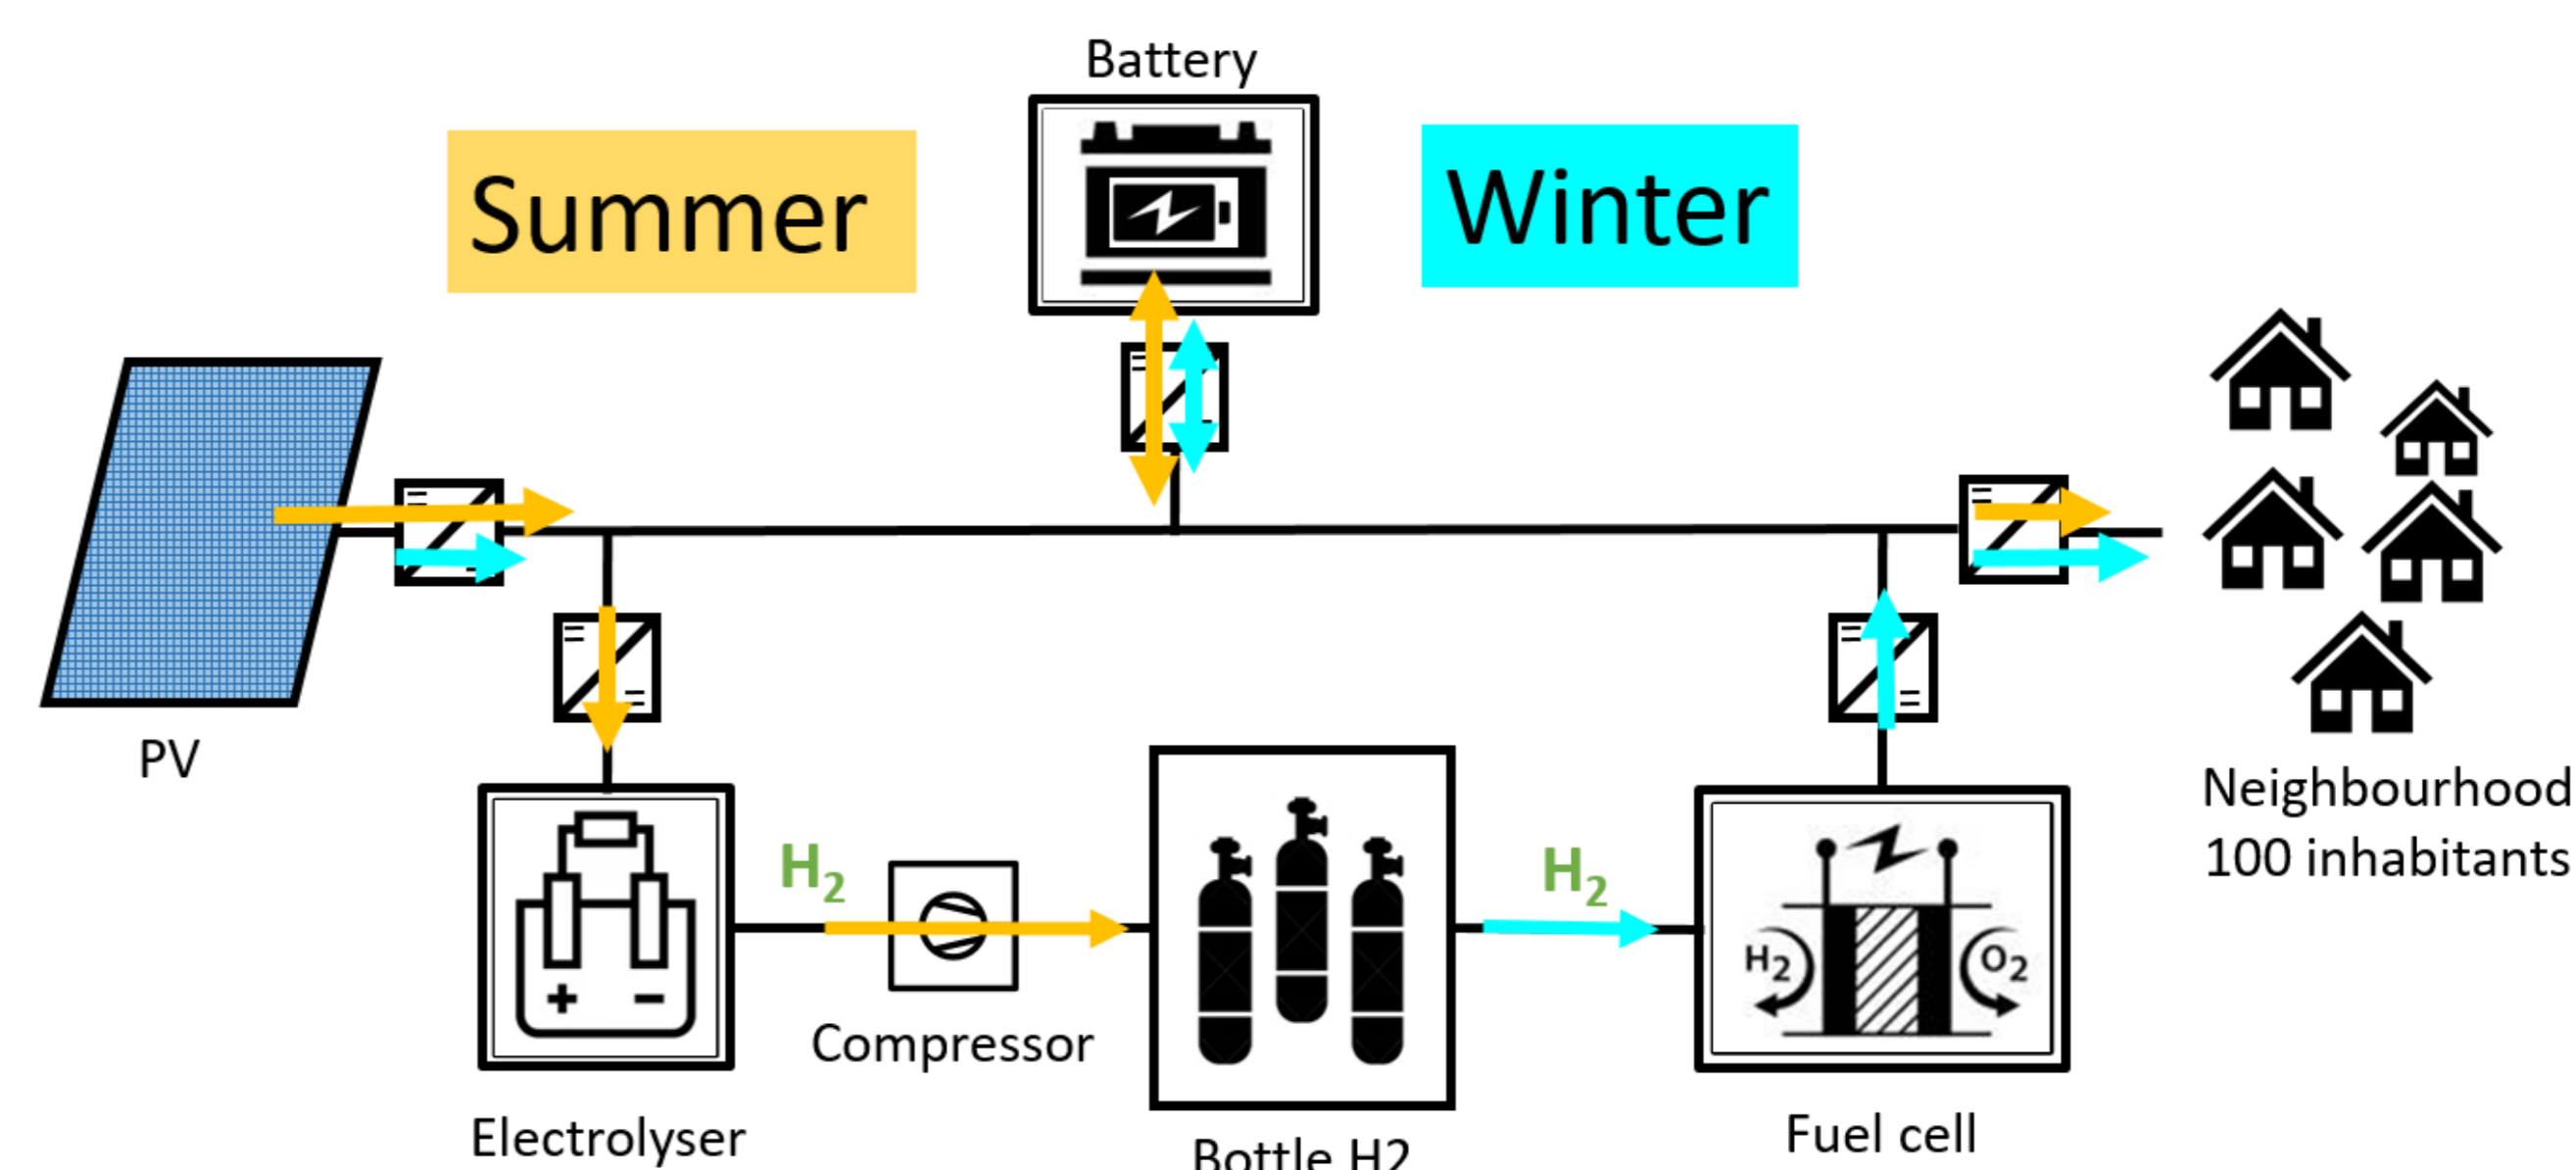 Battery
Summer
Winter
PV
Neighbourhood
100 inhabitants
H2
H2
H2
O2
+ −
Compressor
Electrolyser
Bottle H2
Fuel cell